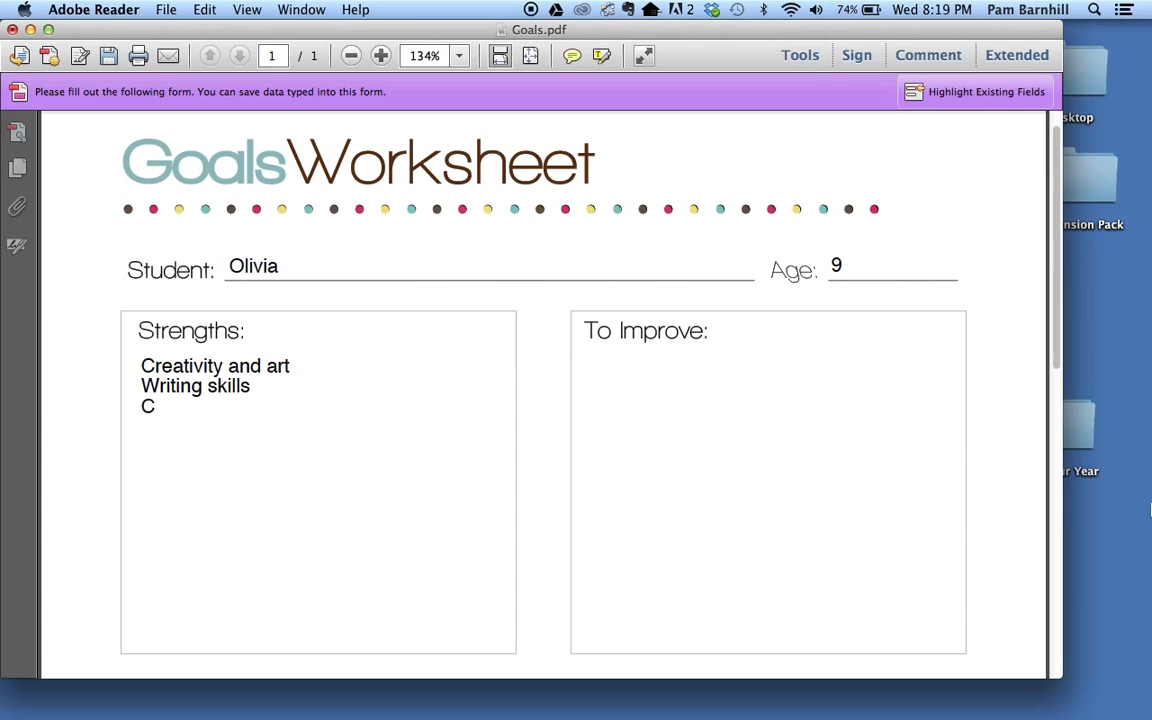 Adobe Reader File Edit View Window Help 2 74% Wed 8:19 PM Pam Barnhill
Goals.pdf
1 / 1 134% Tools Sign Comment Extended
Please fill out the following form. You can save data typed into this form. Highlight Existing Fields
sktop
nsion Pack
r Year
GoalsWorksheet
Student: Olivia Age: 9
Strengths:
Creativity and art
Writing skills
C
To Improve: